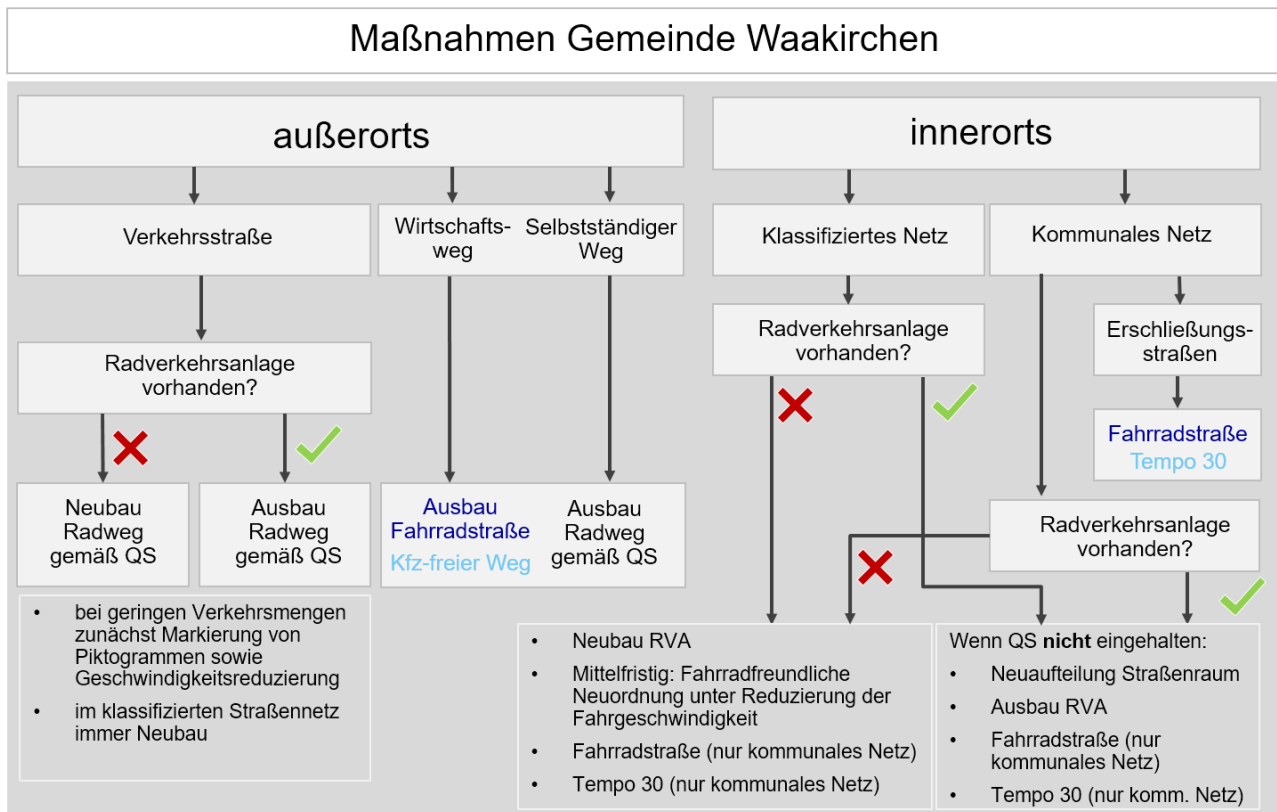 Maßnahmen Gemeinde Waakirchen
außerorts
Verkehrsstraße
Wirtschafts-
weg
Selbstständiger
Weg
Radverkehrsanlage
vorhanden?
Neubau
Radweg
gemäß QS
Ausbau
Radweg
gemäß QS
Ausbau
Fahrradstraße
Kfz-freier Weg
Ausbau
Radweg
gemäß QS
• bei geringen Verkehrsmengen
zunächst Markierung von
Piktogrammen sowie
Geschwindigkeitsreduzierung
• im klassifizierten Straßennetz
immer Neubau
innerorts
Klassifiziertes Netz
Kommunales Netz
Radverkehrsanlage
vorhanden?
Erschließungs-
straßen
Fahrradstraße
Tempo 30
Radverkehrsanlage
vorhanden?
• Neubau RVA
• Mittelfristig: Fahrradfreundliche
Neuordnung unter Reduzierung der
Fahrgeschwindigkeit
• Fahrradstraße (nur kommunales Netz)
• Tempo 30 (nur kommunales Netz)
Wenn QS nicht eingehalten:
• Neuaufteilung Straßenraum
• Ausbau RVA
• Fahrradstraße (nur
kommunales Netz)
• Tempo 30 (nur komm. Netz)